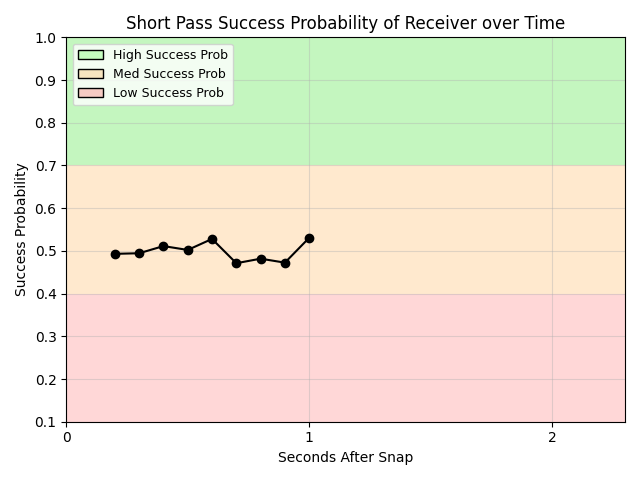 Short Pass Success Probability of Receiver over Time
1.0
0.9
0.8
0.7
0.6
0.5
0.4
0.3
0.2
0.1
High Success Prob
Med Success Prob
Low Success Prob
Success Probability
0 1 2
Seconds After Snap